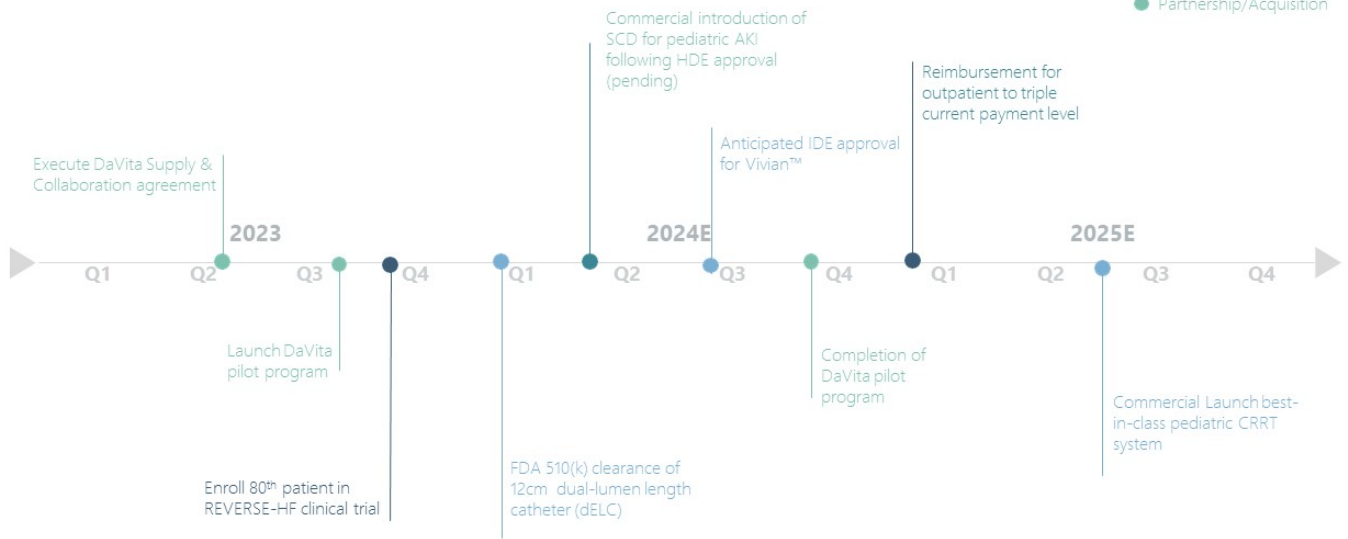 Partnership/Acquisition
Commercial introduction of
SCD for pediatric AKI
following HDE approval
(pending)
Reimbursement for
outpatient to triple
current payment level
Anticipated IDE approval
for Vivian™
Execute DaVita Supply &
Collaboration agreement
2023
2024E
2025E
Q1
Q2
Q3
Q4
Q1
Q2
Q3
Q4
Q1
Q2
Q3
Q4
Launch DaVita
pilot program
Completion of
DaVita pilot
program
Commercial Launch best-
in-class pediatric CRRT
system
FDA 510(k) clearance of
12cm dual-lumen length
catheter (dELC)
Enroll 80th patient in
REVERSE-HF clinical trial